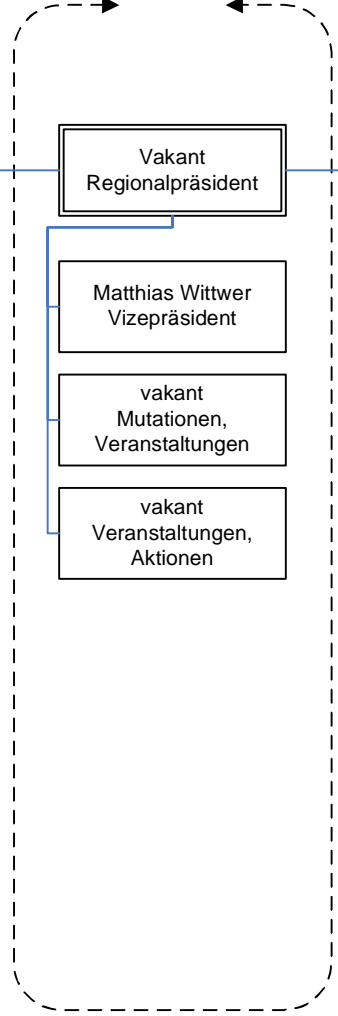 Vakant
Regionalpräsident
Matthias Wittwer
Vizepräsident
vakant
Mutationen,
Veranstaltungen
vakant
Veranstaltungen,
Aktionen